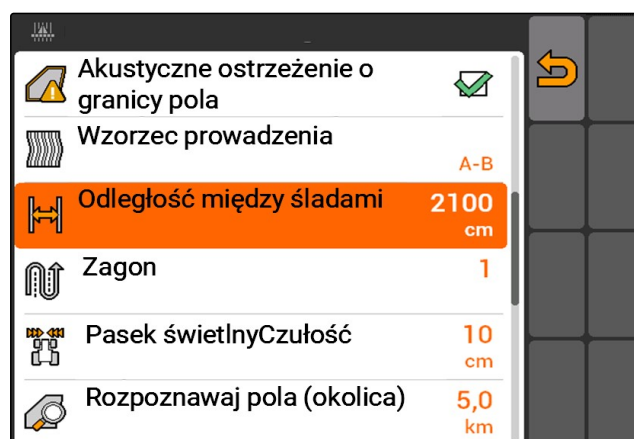 Akustyczne ostrzeżenie o
granicy pola
Wzorzec prowadzenia
A-B
Odległość między śladami 2100
cm
Zagon 1
Pasek świetlnyCzułość 10
cm
Rozpoznawaj pola (okolica) 5,0
km